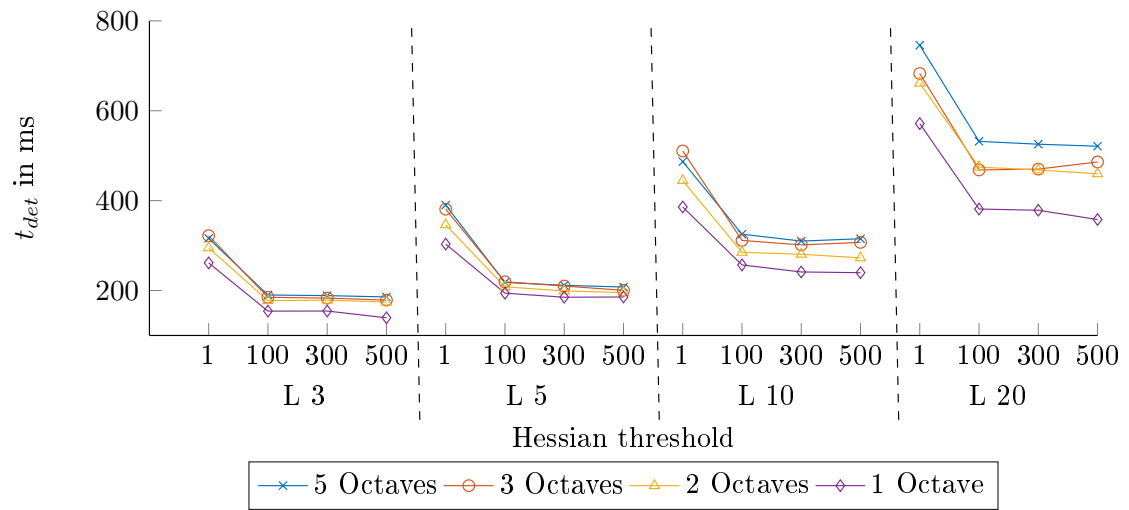 800
600
400
200
t_det in ms
1 100 300 500 1 100 300 500 1 100 300 500 1 100 300 500
L 3 L 5 L 10 L 20
Hessian threshold
5 Octaves 3 Octaves 2 Octaves 1 Octave